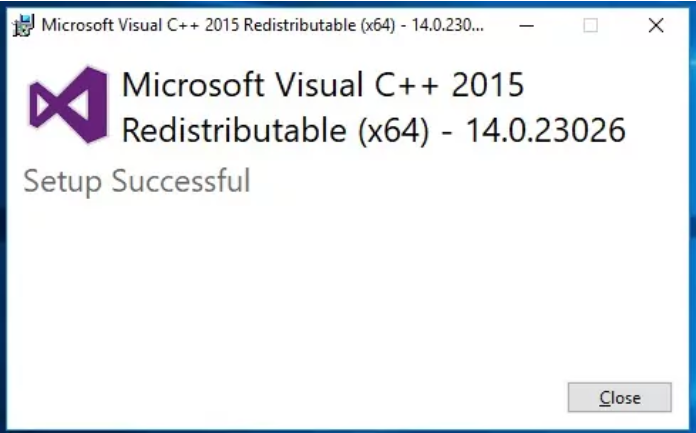 Microsoft Visual C++ 2015 Redistributable (x64) - 14.0.230...
Microsoft Visual C++ 2015
Redistributable (x64) - 14.0.23026
Setup Successful
Close